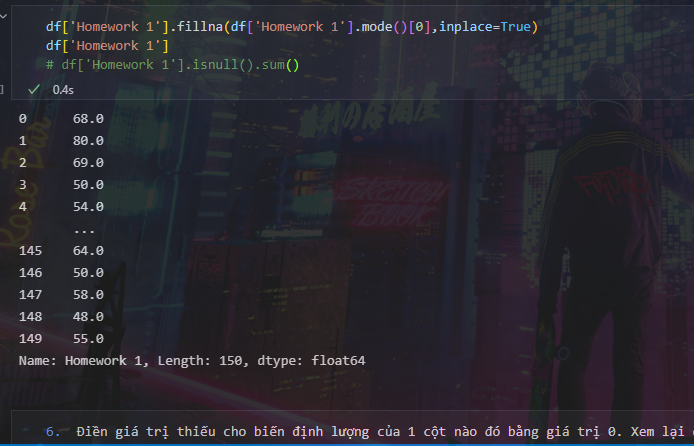 df['Homework 1'].fillna(df['Homework 1'].mode()[0],inplace=True)
df['Homework 1']
# df['Homework 1'].isnull().sum()
✓ 0.4s
0 68.0
1 80.0
2 69.0
3 50.0
4 54.0
...
145 64.0
146 50.0
147 58.0
148 48.0
149 55.0
Name: Homework 1, Length: 150, dtype: float64
6. Điền giá trị thiếu cho biến định lượng của 1 cột nào đó bằng giá trị 0. Xem lại
SKETCH
BOOK